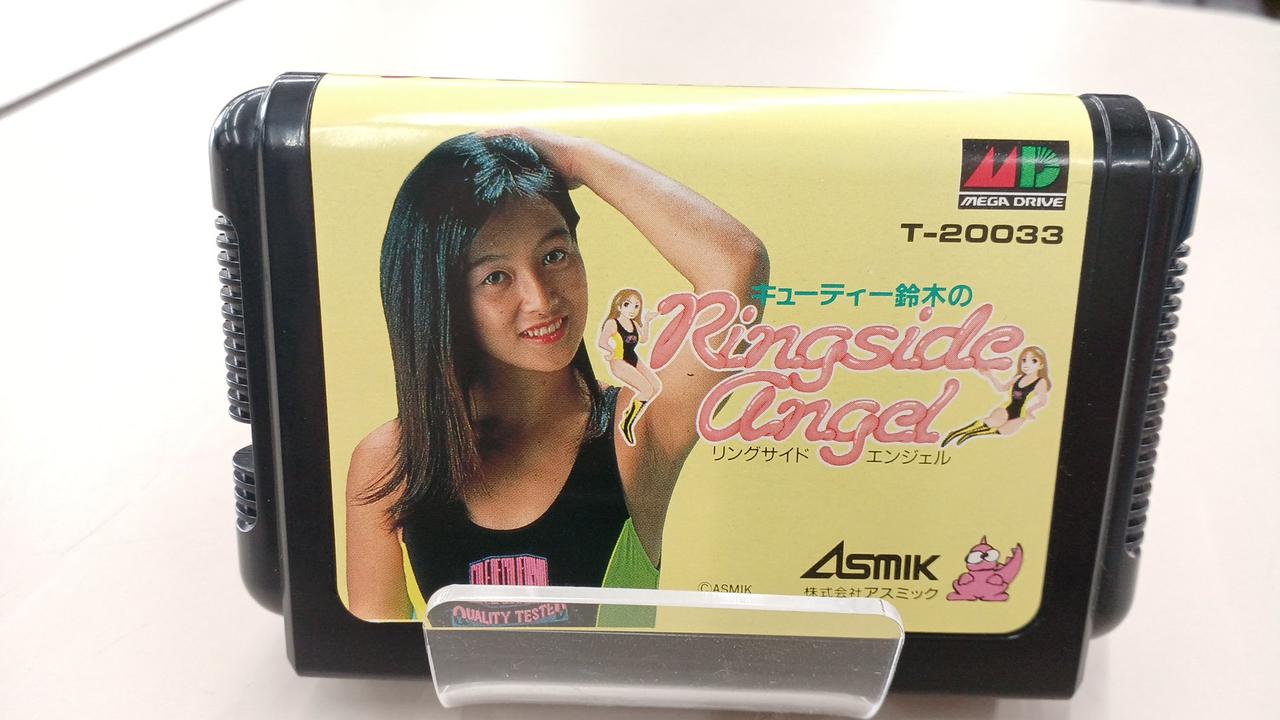 MD
MEGA DRIVE
T-20033
キューティー鈴木の
Ringside
Angel
リングサイド エンジェル
ASMIK
株式会社アスミック
©ASMIK
QUALITY TESTED